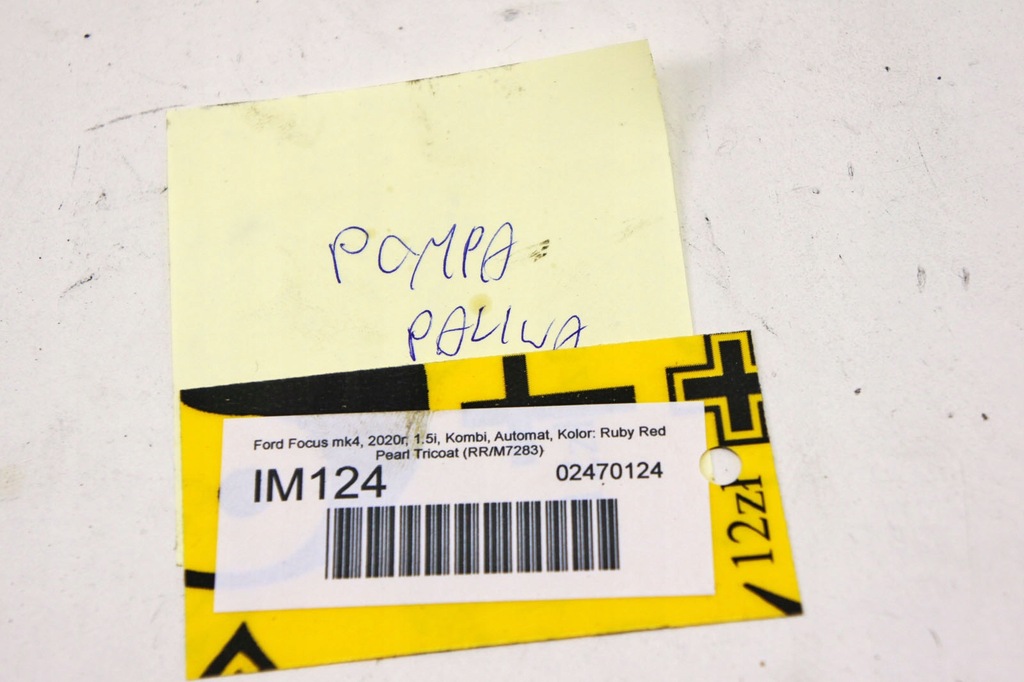 POMPA
PALIWA
Ford Focus mk4, 2020r, 1.5i, Kombi, Automat, Kolor: Ruby Red
Pearl Tricoat (RR/M7283)
IM124
02470124
12zł